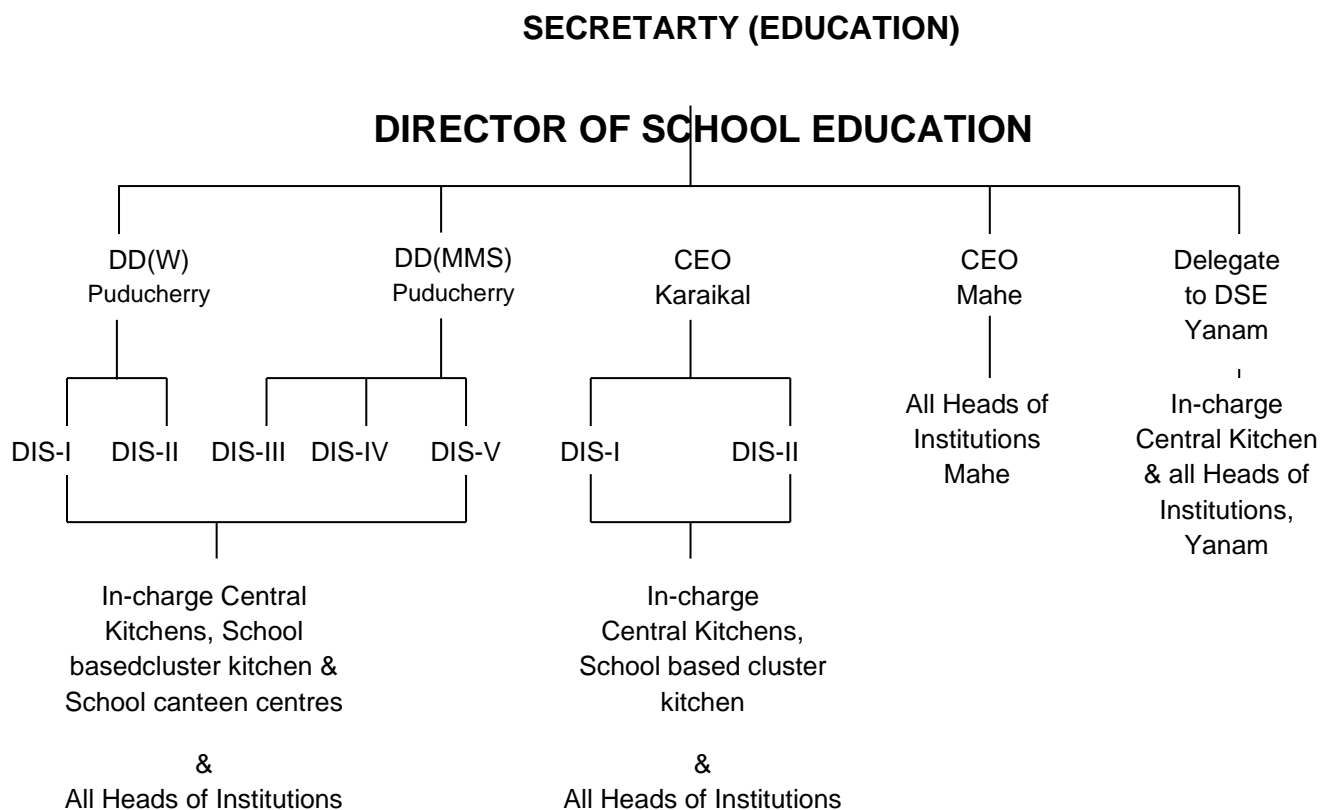 SECRETARTY (EDUCATION)
DIRECTOR OF SCHOOL EDUCATION
DD(W)
Puducherry
DD(MMS)
Puducherry
CEO
Karaikal
CEO
Mahe
Delegate
to DSE
Yanam
DIS-I
DIS-II
DIS-III
DIS-IV
DIS-V
DIS-I
DIS-II
All Heads of
Institutions
Mahe
In-charge
Central Kitchen
& all Heads of
Institutions,
Yanam
In-charge Central
Kitchens, School
basedcluster kitchen &
School canteen centres
&
All Heads of Institutions
In-charge
Central Kitchens,
School based cluster
kitchen
&
All Heads of Institutions